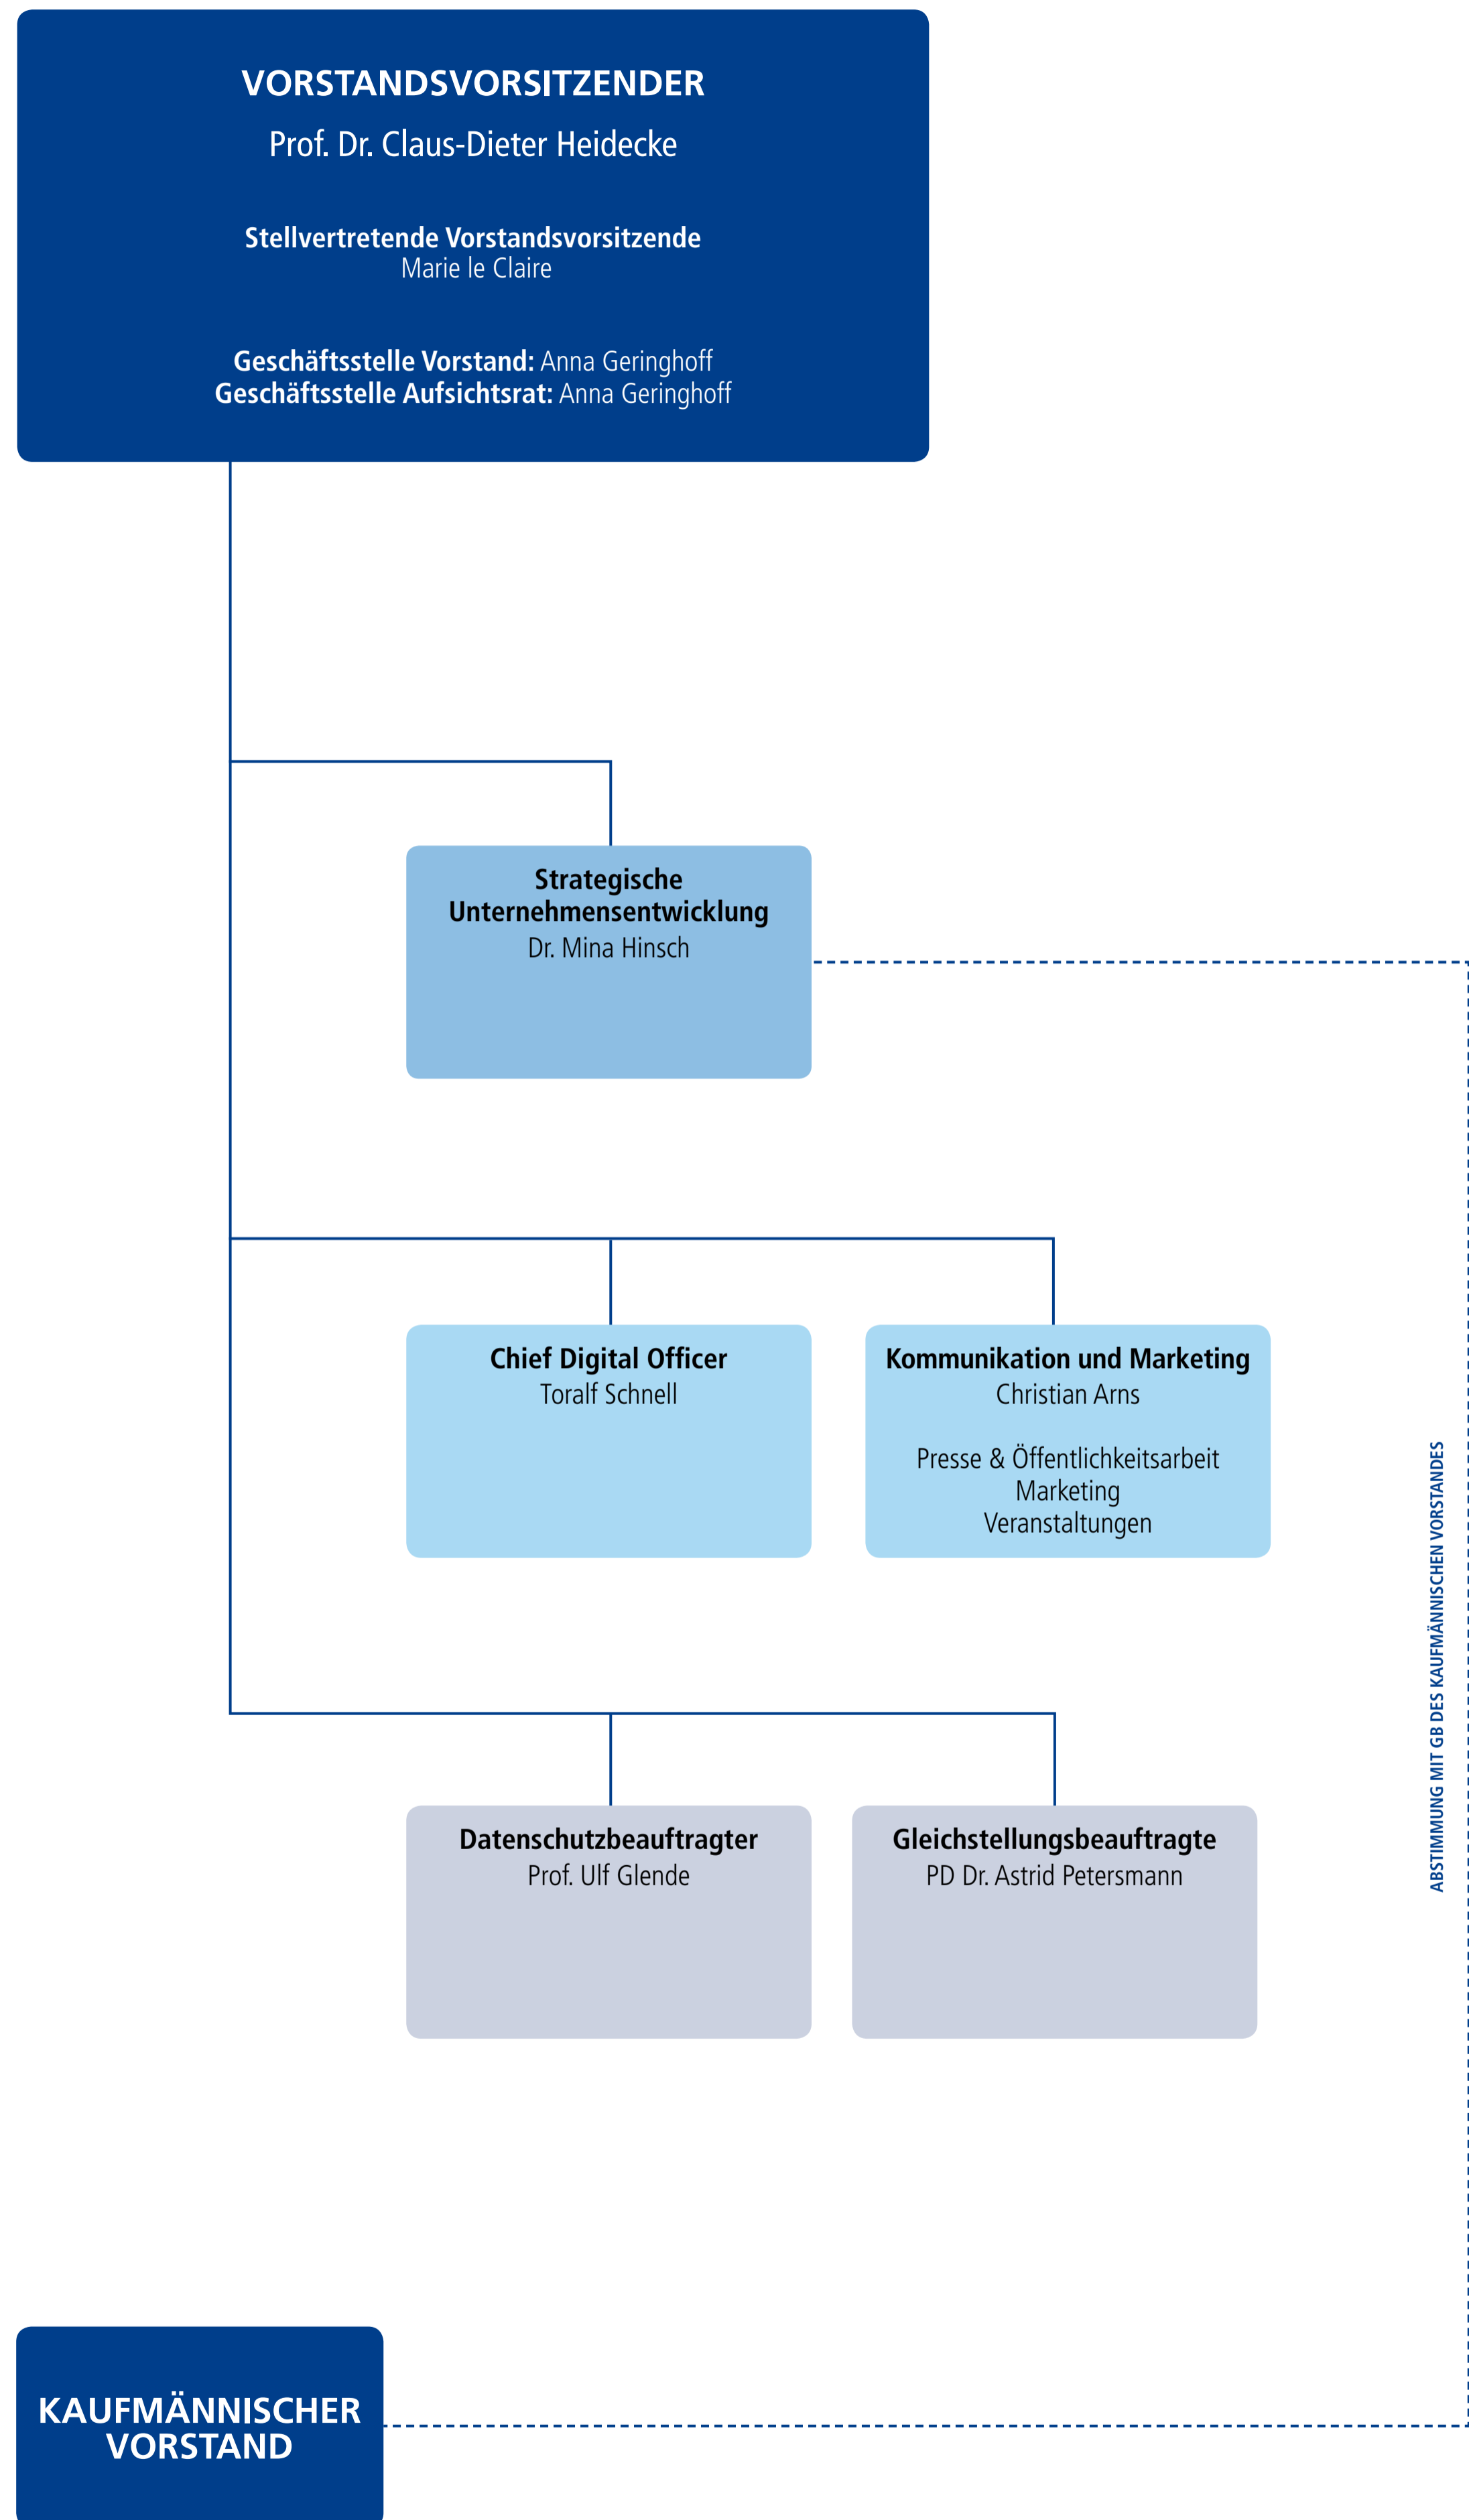 VORSTANDSVORSITZENDER
Prof. Dr. Claus-Dieter Heidecke
Stellvertretende Vorstandsvorsitzende
Marie le Claire
Geschäftsstelle Vorstand: Anna Geringhoff
Geschäftsstelle Aufsichtsrat: Anna Geringhoff
Strategische
Unternehmensentwicklung
Dr. Mina Hinsch
Chief Digital Officer
Toralf Schnell
Kommunikation und Marketing
Christian Arns
Presse & Öffentlichkeitsarbeit
Marketing
Veranstaltungen
ABSTIMMUNG MIT GB DES KAUFMÄNNISCHEN VORSTANDES
Datenschutzbeauftragter
Prof. Ulf Glende
Gleichstellungsbeauftragte
PD Dr. Astrid Petersmann
KAUFMÄNNISCHER
VORSTAND